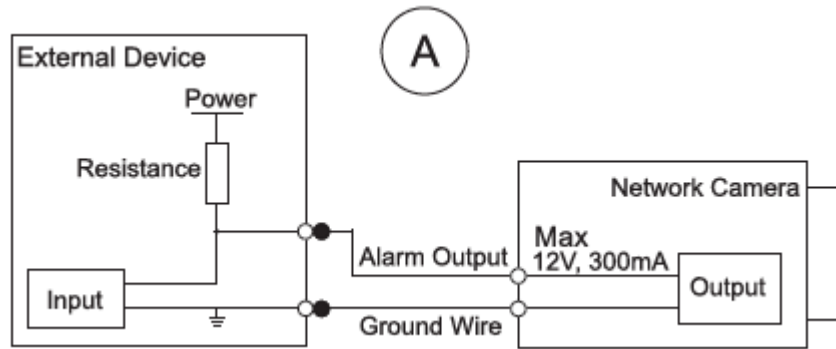 A
External Device
Power
Resistance
Network Camera
Alarm Output
Max
12V, 300mA
Input
Output
Ground Wire